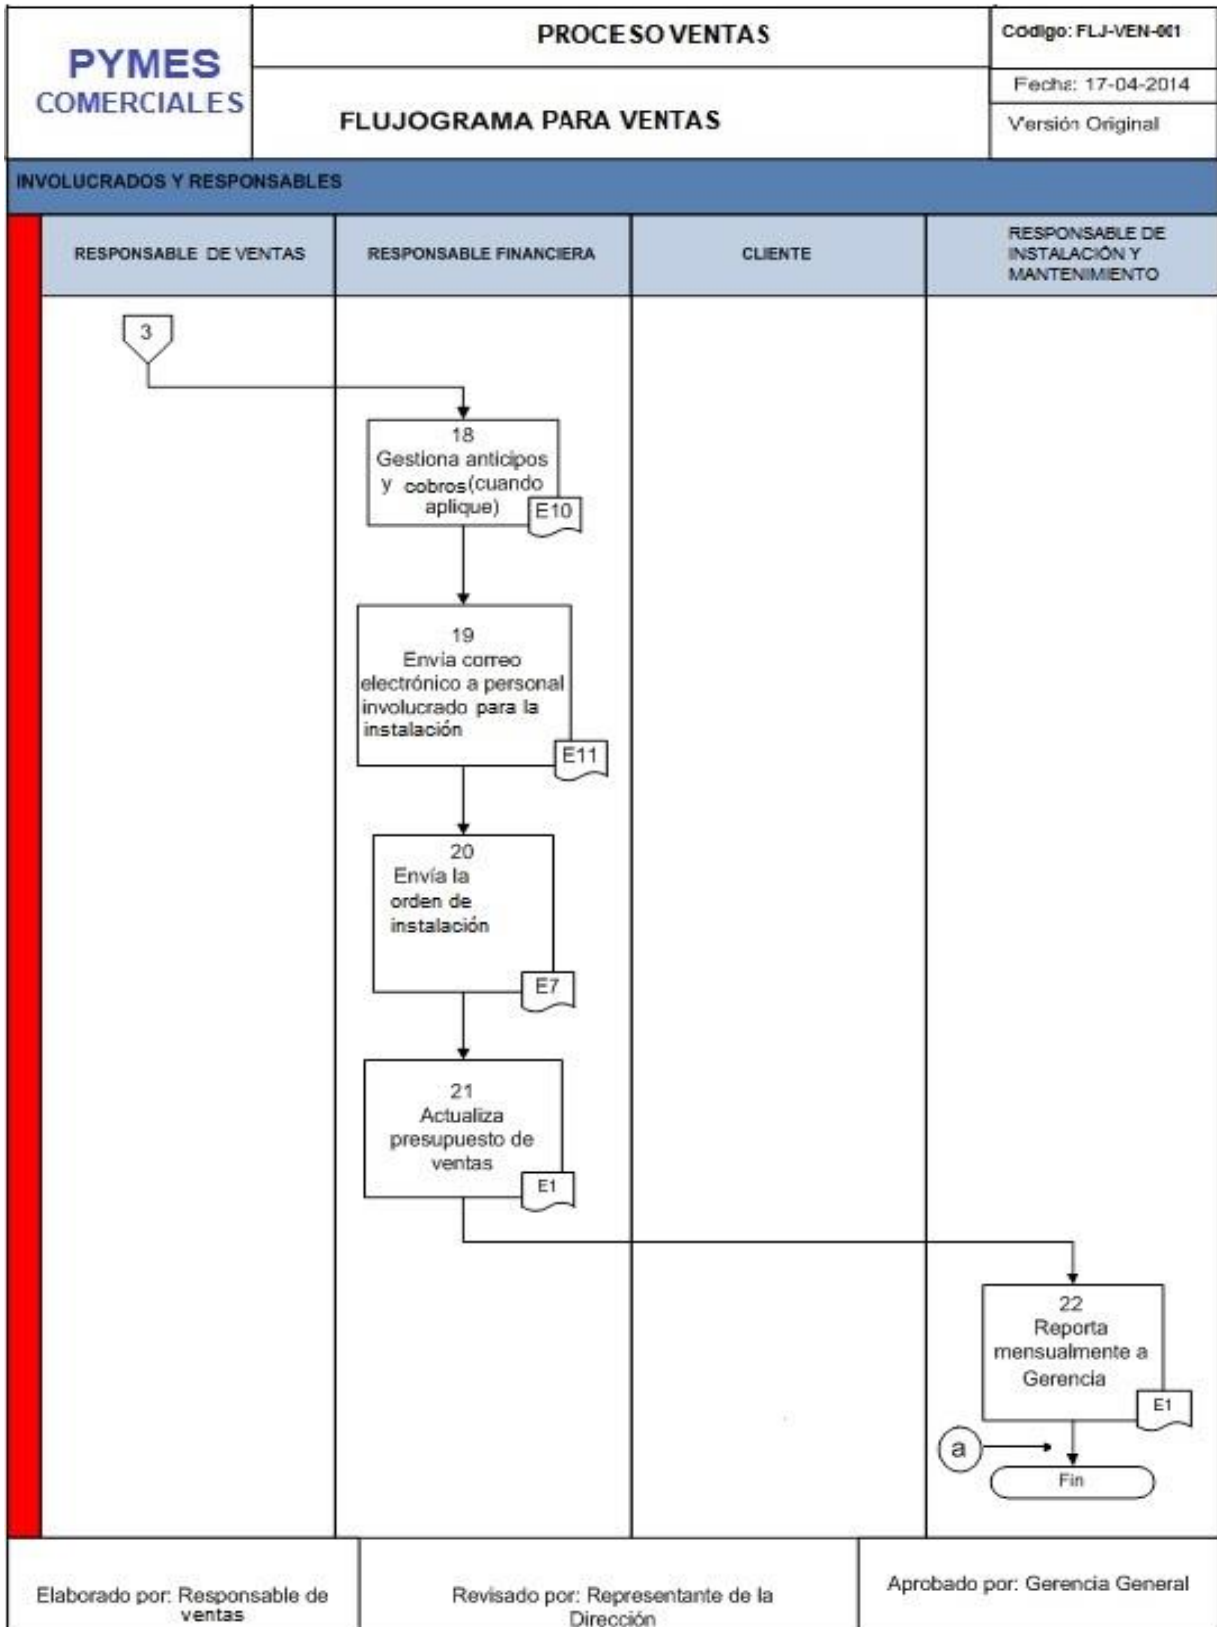 PYMES
COMERCIALES
PROCESO VENTAS
FLUJOGRAMA PARA VENTAS
Código: FLJ-VEN-001
Fecha: 17-04-2014
Versión Original
INVOLUCRADOS Y RESPONSABLES
RESPONSABLE DE VENTAS
RESPONSABLE FINANCIERA
CLIENTE
RESPONSABLE DE
INSTALACIÓN Y
MANTENIMIENTO
3
18
Gestiona anticipos
y cobros(cuando
aplique)
E10
19
Envia correo
electrónico a personal
involucrado para la
instalación
E11
20
Envía la
orden de
instalación
E7
21
Actualiza
presupuesto de
ventas
E1
22
Reporta
mensualmente a
Gerencia
E1
a
Fin
Elaborado por: Responsable de
ventas
Revisado por: Representante de la
Dirección
Aprobado por: Gerencia General